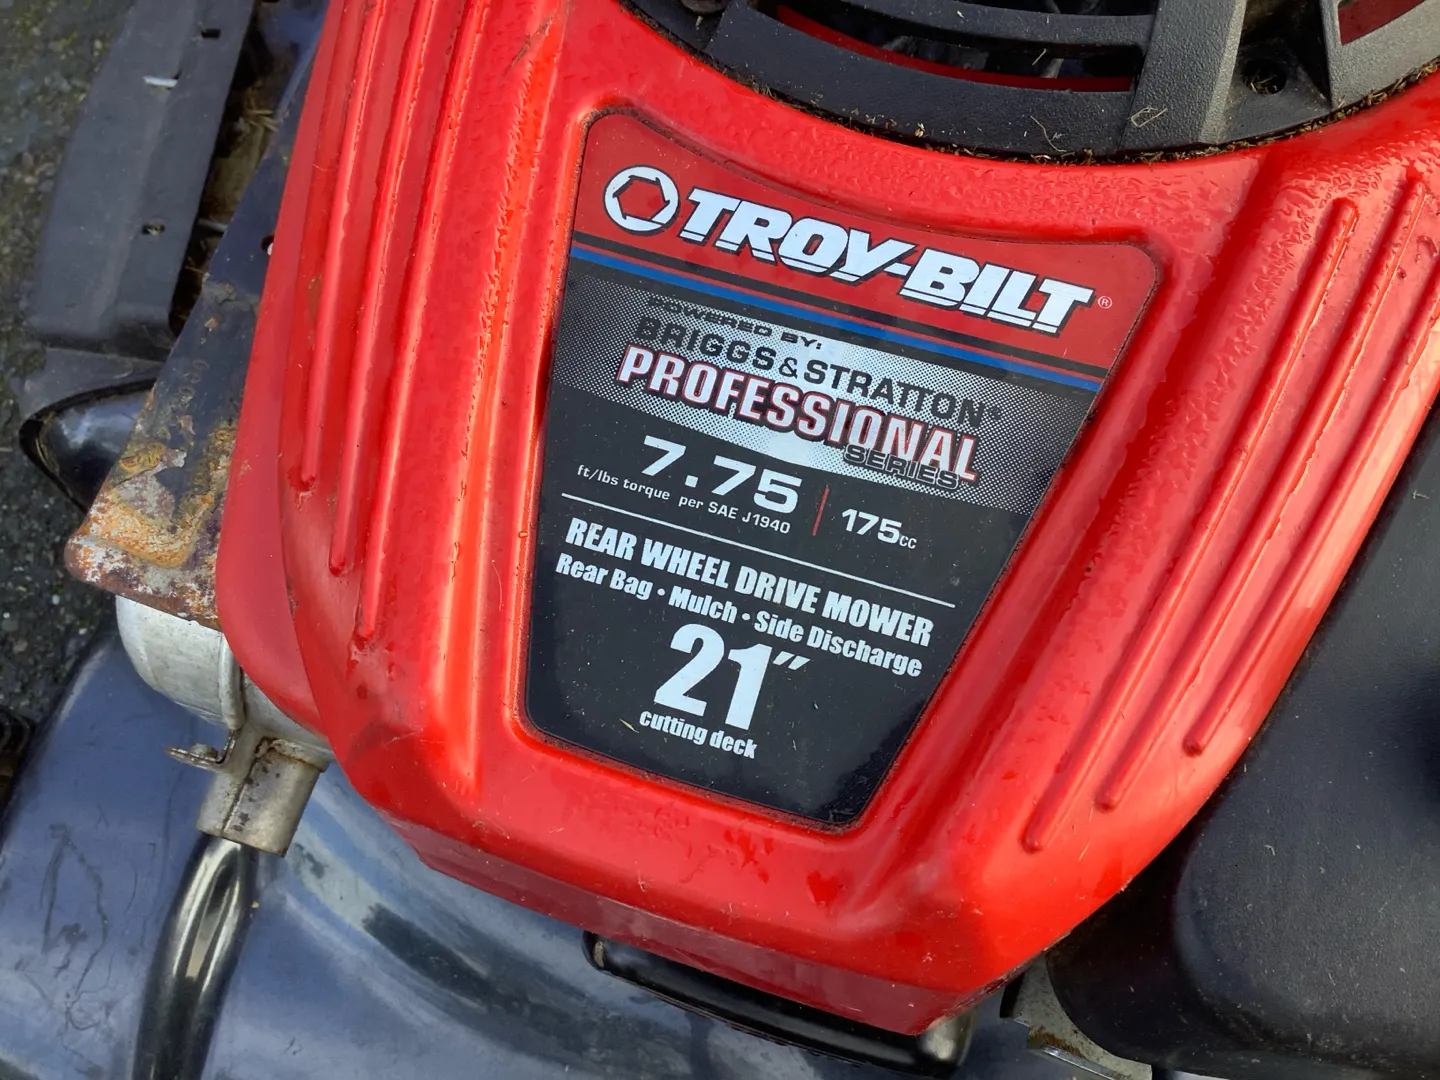 TROY-BILT®
POWERED BY:
BRIGGS & STRATTON®
PROFESSIONAL
SERIES
7.75 | 175cc
ft/lbs torque per SAE J1940
REAR WHEEL DRIVE MOWER
Rear Bag • Mulch • Side Discharge
21"
cutting deck